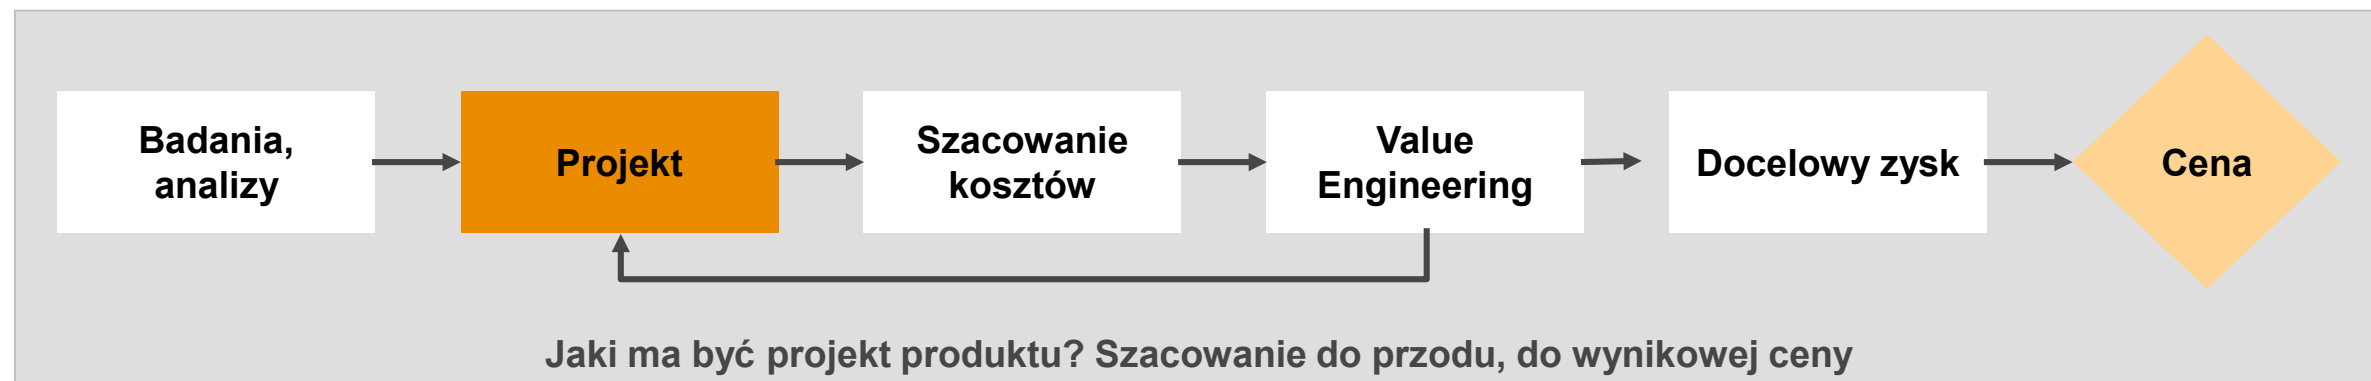 Badania,
analizy
Projekt
Szacowanie
kosztów
Value
Engineering
Docelowy zysk
Cena
Jaki ma być projekt produktu? Szacowanie do przodu, do wynikowej ceny